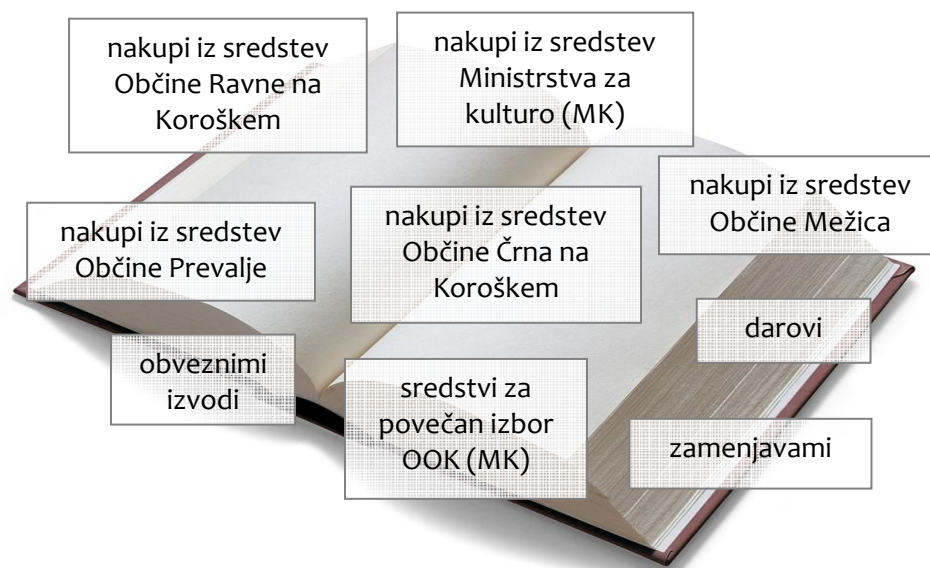 nakupi iz sredstev
Občine Ravne na
Koroškem
nakupi iz sredstev
Ministrstva za
kulturo (MK)
nakupi iz sredstev
Občine Mežica
nakupi iz sredstev
Občine Prevalje
nakupi iz sredstev
Občine Črna na
Koroškem
darovi
obveznimi
izvodi
sredstvi za
povečan izbor
OOK (MK)
zamenjavami